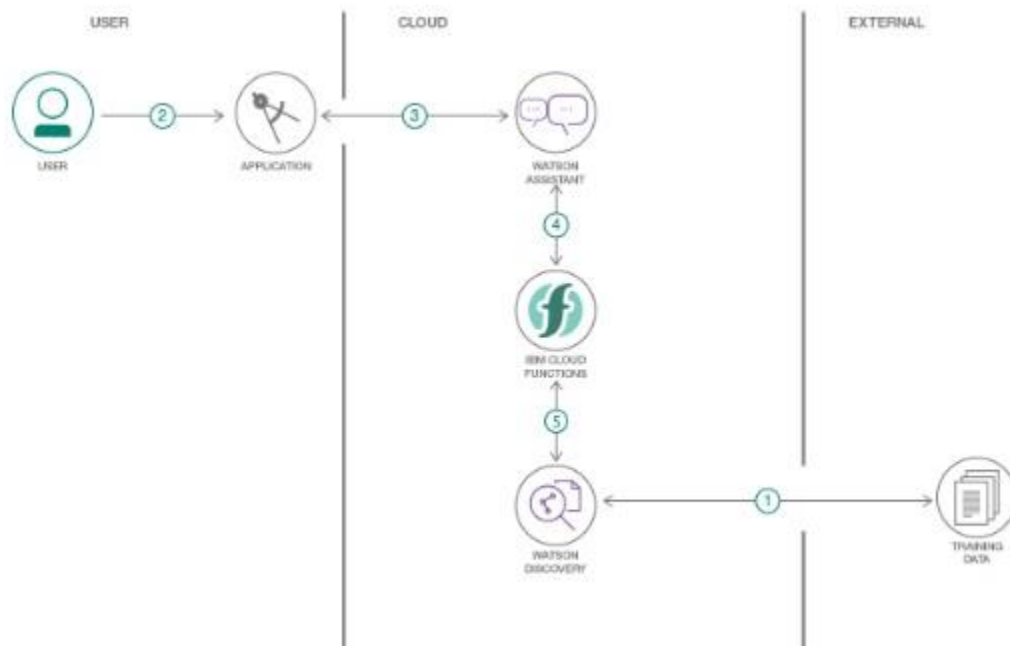 USER
CLOUD
EXTERNAL
2
3
USER
APPLICATION
WATSON
ASSISTANT
4
IBM CLOUD
FUNCTIONS
5
1
WATSON
DISCOVERY
TRAINING
DATA